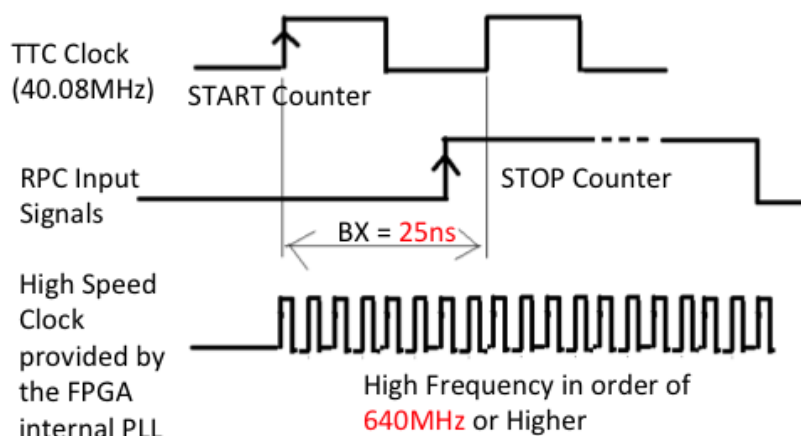 TTC Clock
(40.08MHz)
START Counter
RPC Input
Signals
STOP Counter
BX = 25ns
High Speed
Clock
provided by
the FPGA
internal PLL
High Frequency in order of
640MHz or Higher